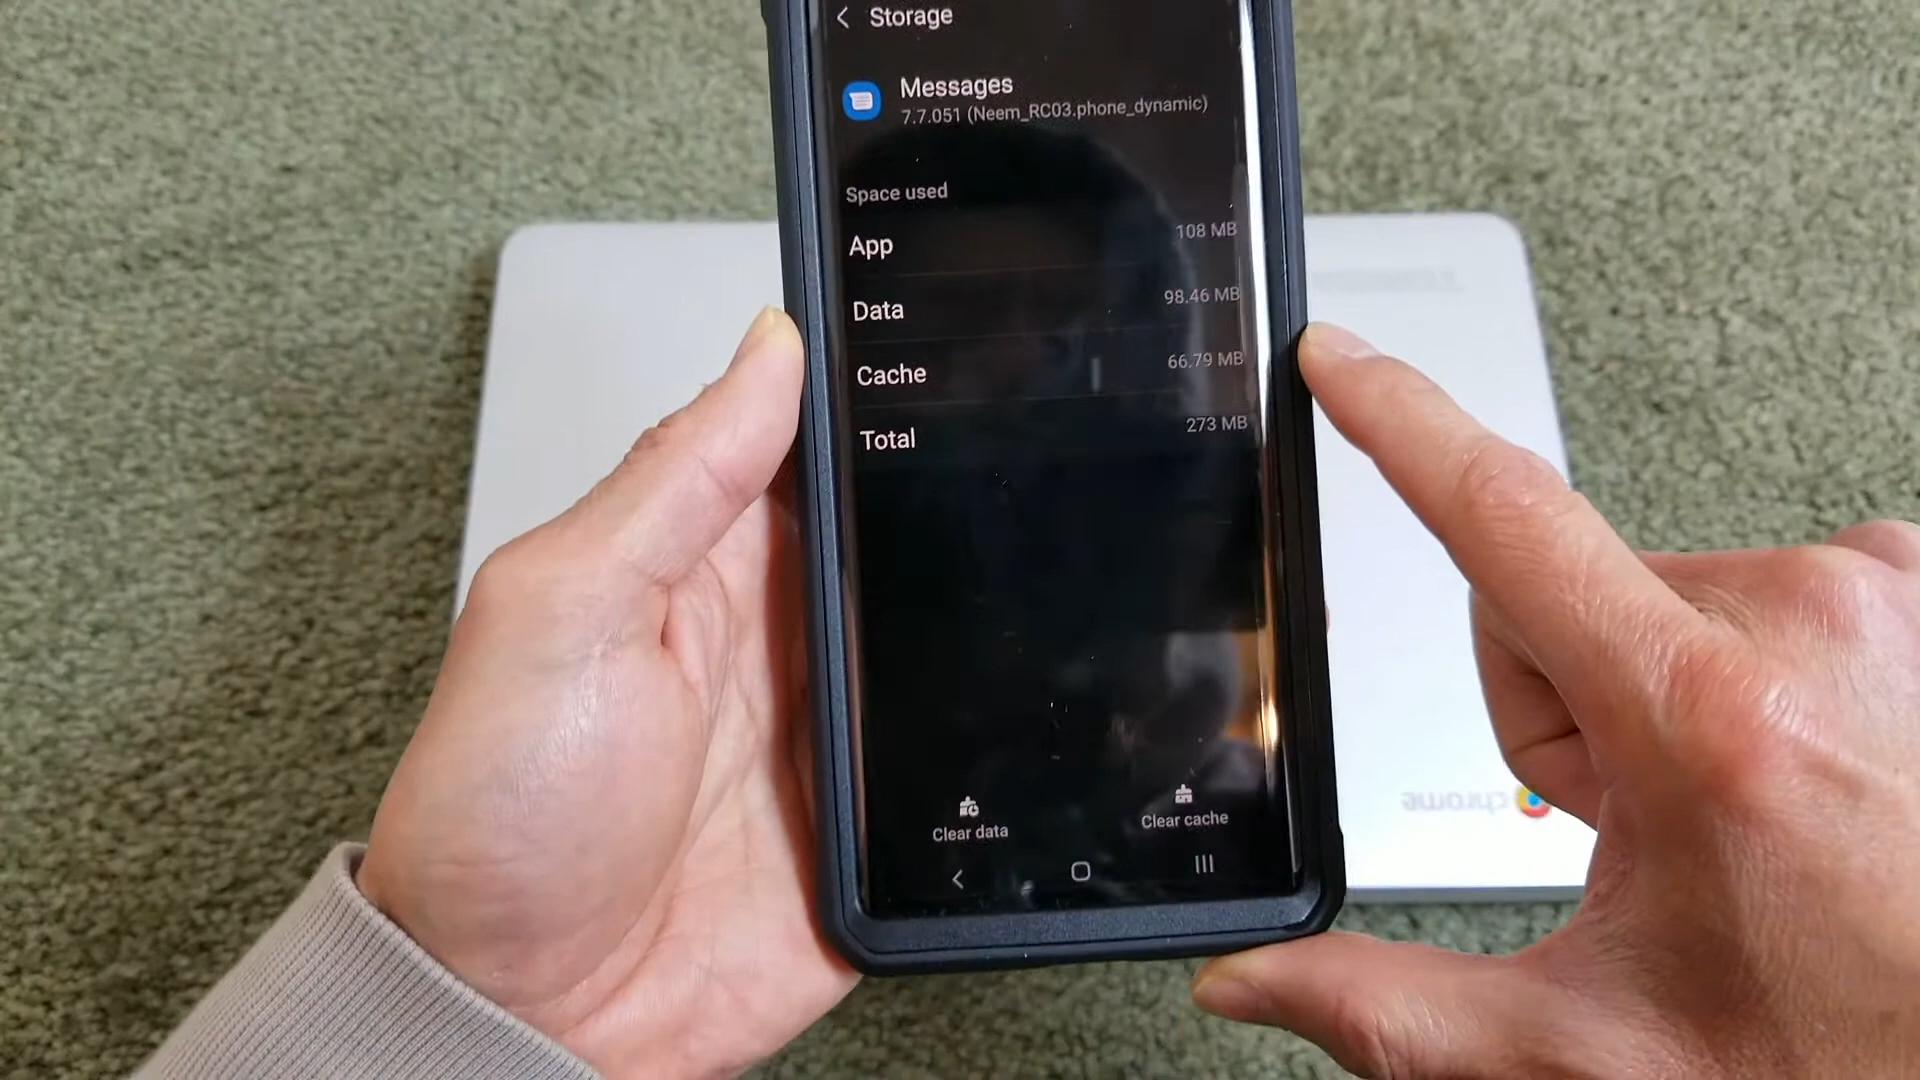 Storage
Messages
7.7.051 (Neem_RC03.phone_dynamic)
Space used
App 108 MB
Data 98.46 MB
Cache 66.79 MB
Total 273 MB
Clear data
Clear cache
chrome